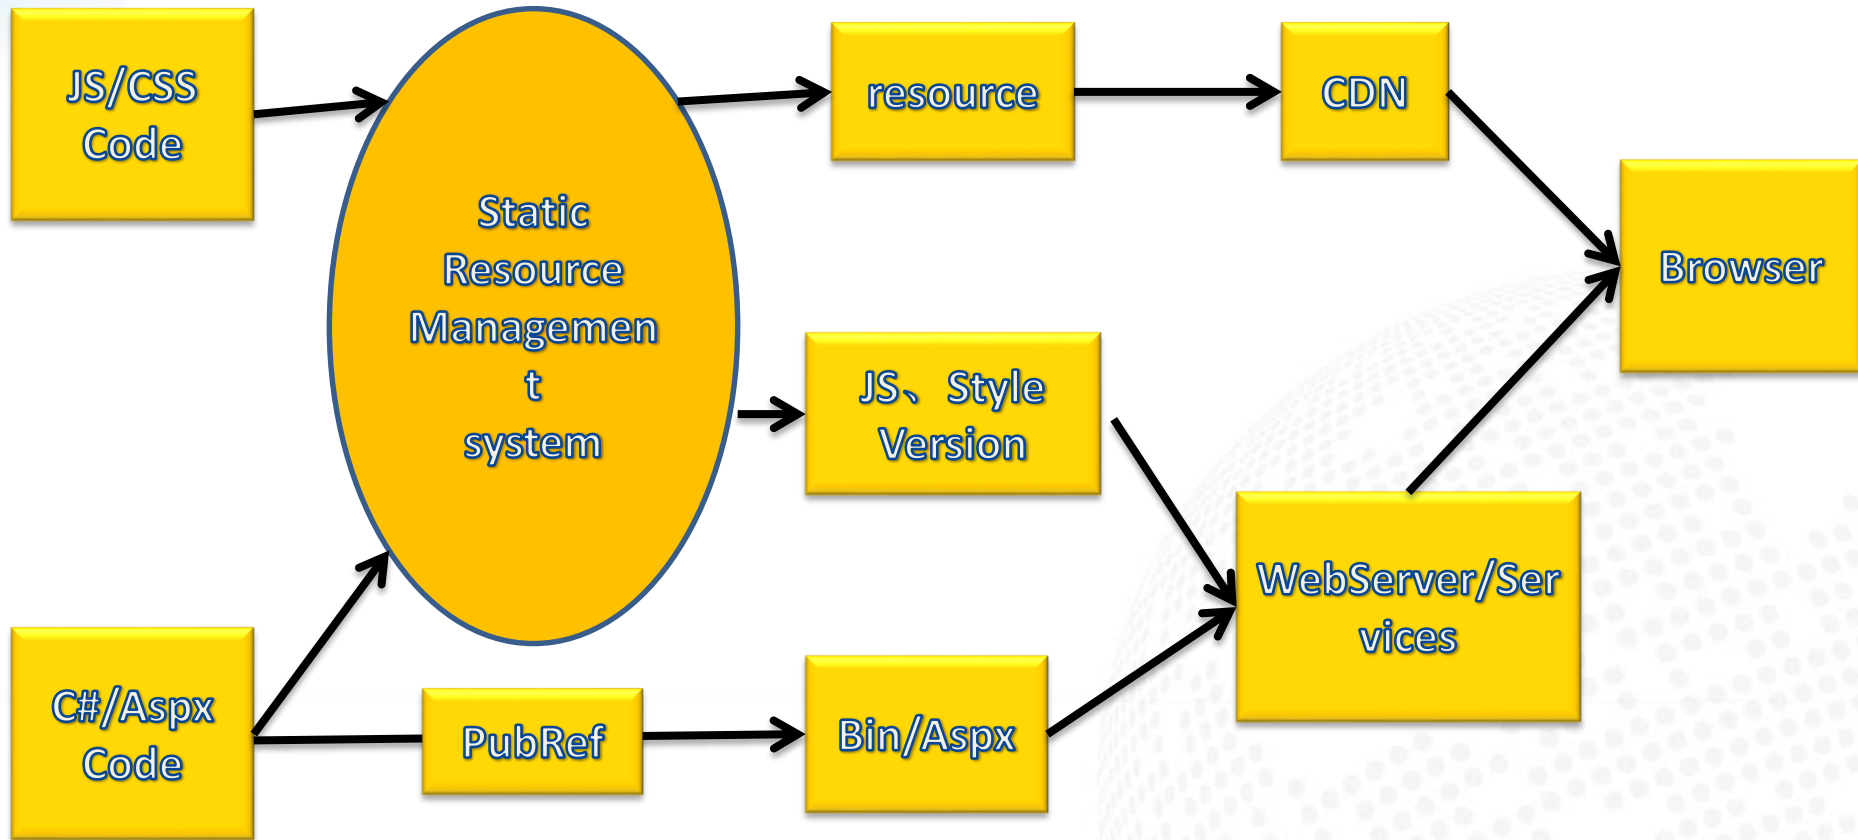 JS/CSS
Code
Static
Resource
Managemen
t
system
resource
CDN
Browser
JS、Style
Version
WebServer/Ser
vices
C#/Aspx
Code
PubRef
Bin/Aspx